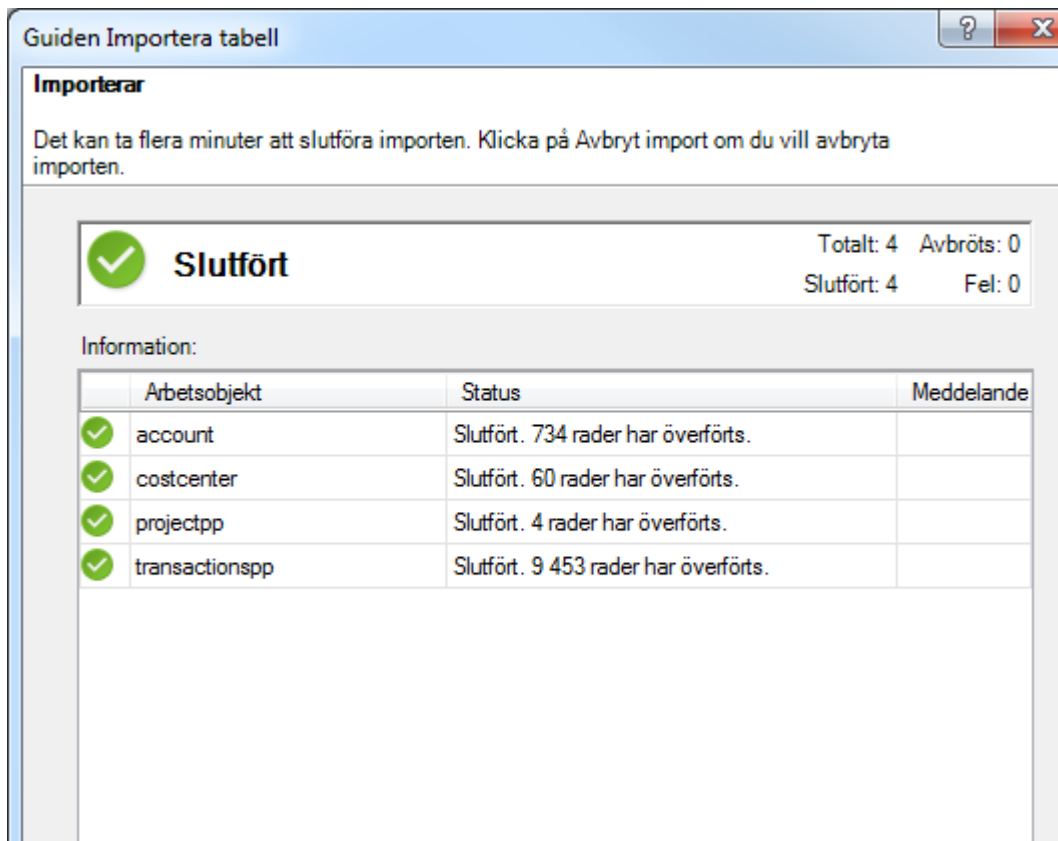 Guiden Importera tabell
Importerar
Det kan ta flera minuter att slutföra importen. Klicka på Avbryt import om du vill avbryta
importen.
Slutfört
Totalt: 4 Avbröts: 0
Slutfört: 4 Fel: 0
Information:
Arbetsobjekt Status Meddelande
account Slutfört. 734 rader har överförts.
costcenter Slutfört. 60 rader har överförts.
projectpp Slutfört. 4 rader har överförts.
transactionspp Slutfört. 9 453 rader har överförts.